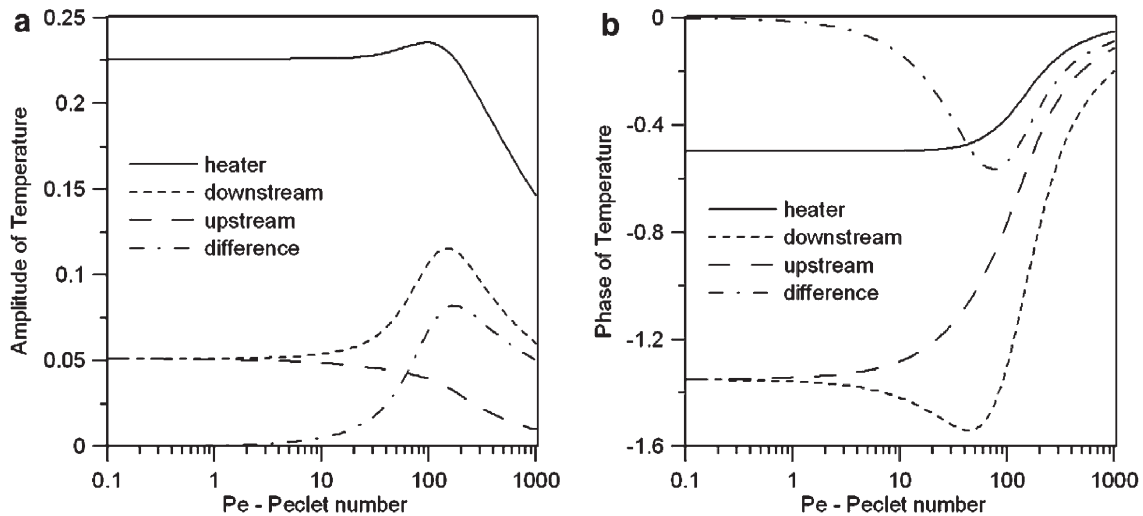 a
0.25
0.2
0.15
0.1
0.05
0
Amplitude of Temperature
heater
downstream
upstream
difference
0.1
1
10
100
1000
Pe - Peclet number
b
0
-0.4
-0.8
-1.2
-1.6
Phase of Temperature
heater
downstream
upstream
difference
0.1
1
10
100
1000
Pe - Peclet number